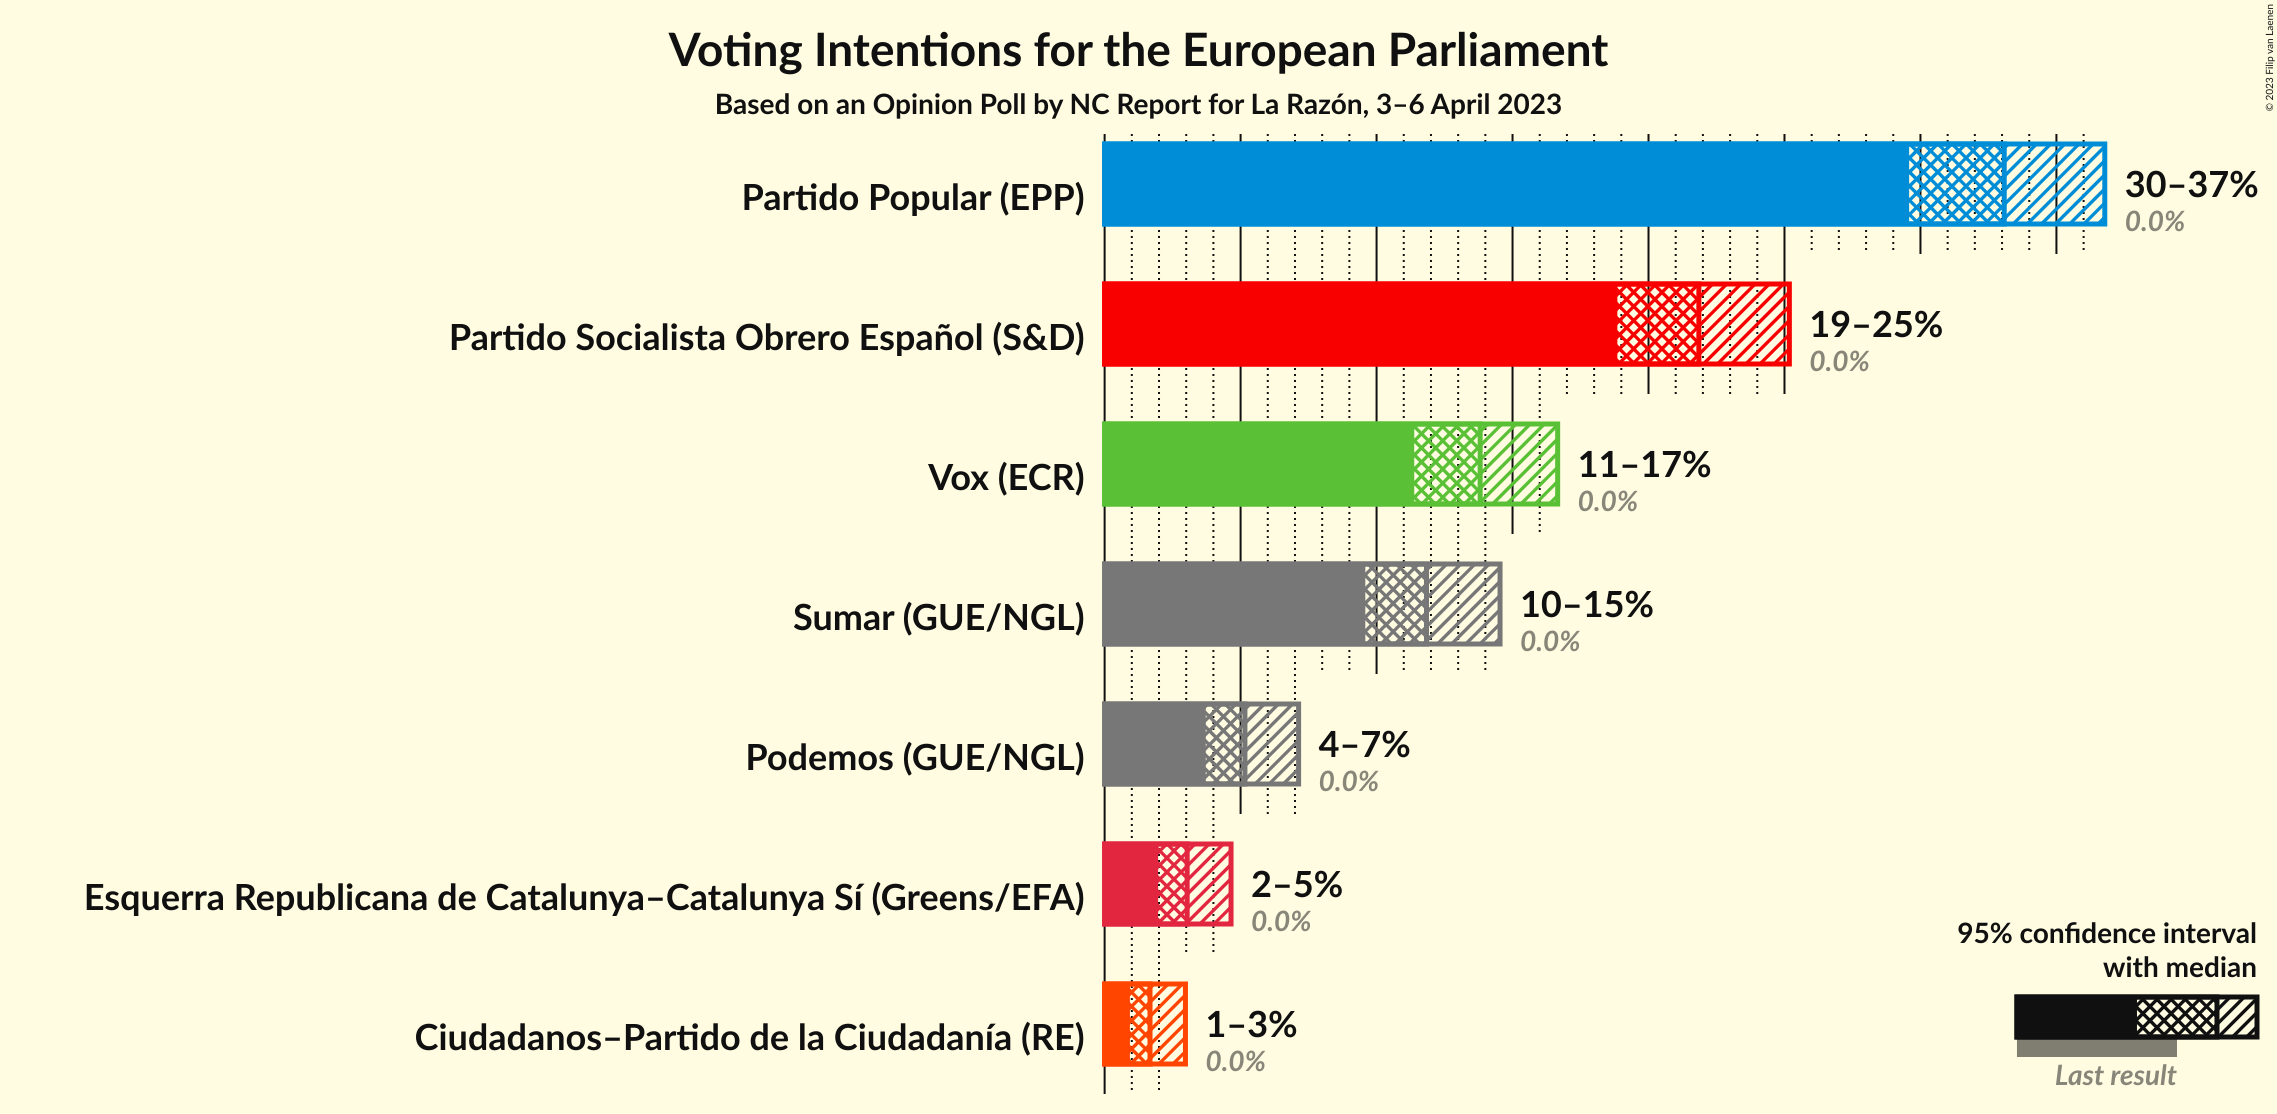 Voting Intentions for the European Parliament
Based on an Opinion Poll by NC Report for La Razón, 3–6 April 2023
© 2023 Filip van Laenen
Partido Popular (EPP)
30–37%
0.0%
Partido Socialista Obrero Español (S&D)
19–25%
0.0%
Vox (ECR)
11–17%
0.0%
Sumar (GUE/NGL)
10–15%
0.0%
Podemos (GUE/NGL)
4–7%
0.0%
Esquerra Republicana de Catalunya–Catalunya Sí (Greens/EFA)
2–5%
0.0%
Ciudadanos–Partido de la Ciudadanía (RE)
1–3%
0.0%
95% confidence interval
with median
Last result